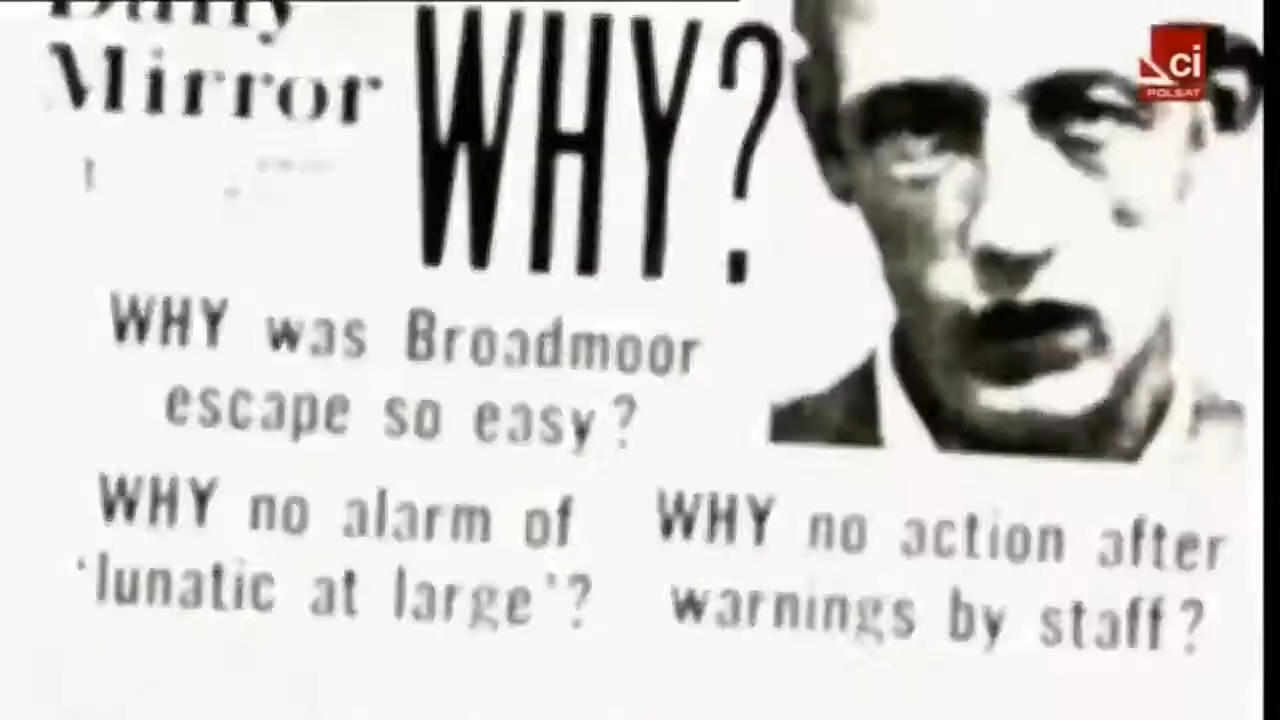 Daily
Mirror
WHY?
ci
POLSAT
WHY was Broadmoor
escape so easy?
WHY no alarm of
'lunatic at large'?
WHY no action after
warnings by staff?